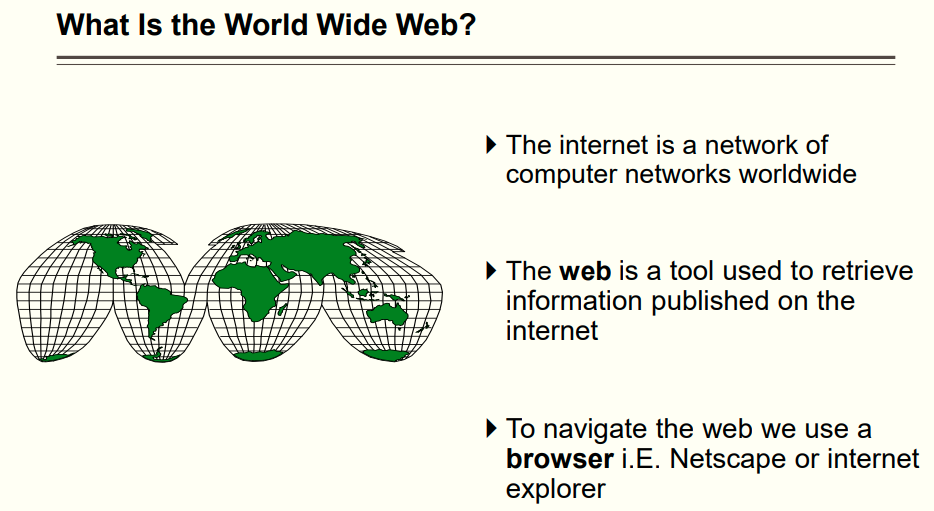 What Is the World Wide Web?
The internet is a network of
computer networks worldwide
The web is a tool used to retrieve
information published on the
internet
To navigate the web we use a
browser i.E. Netscape or internet
explorer